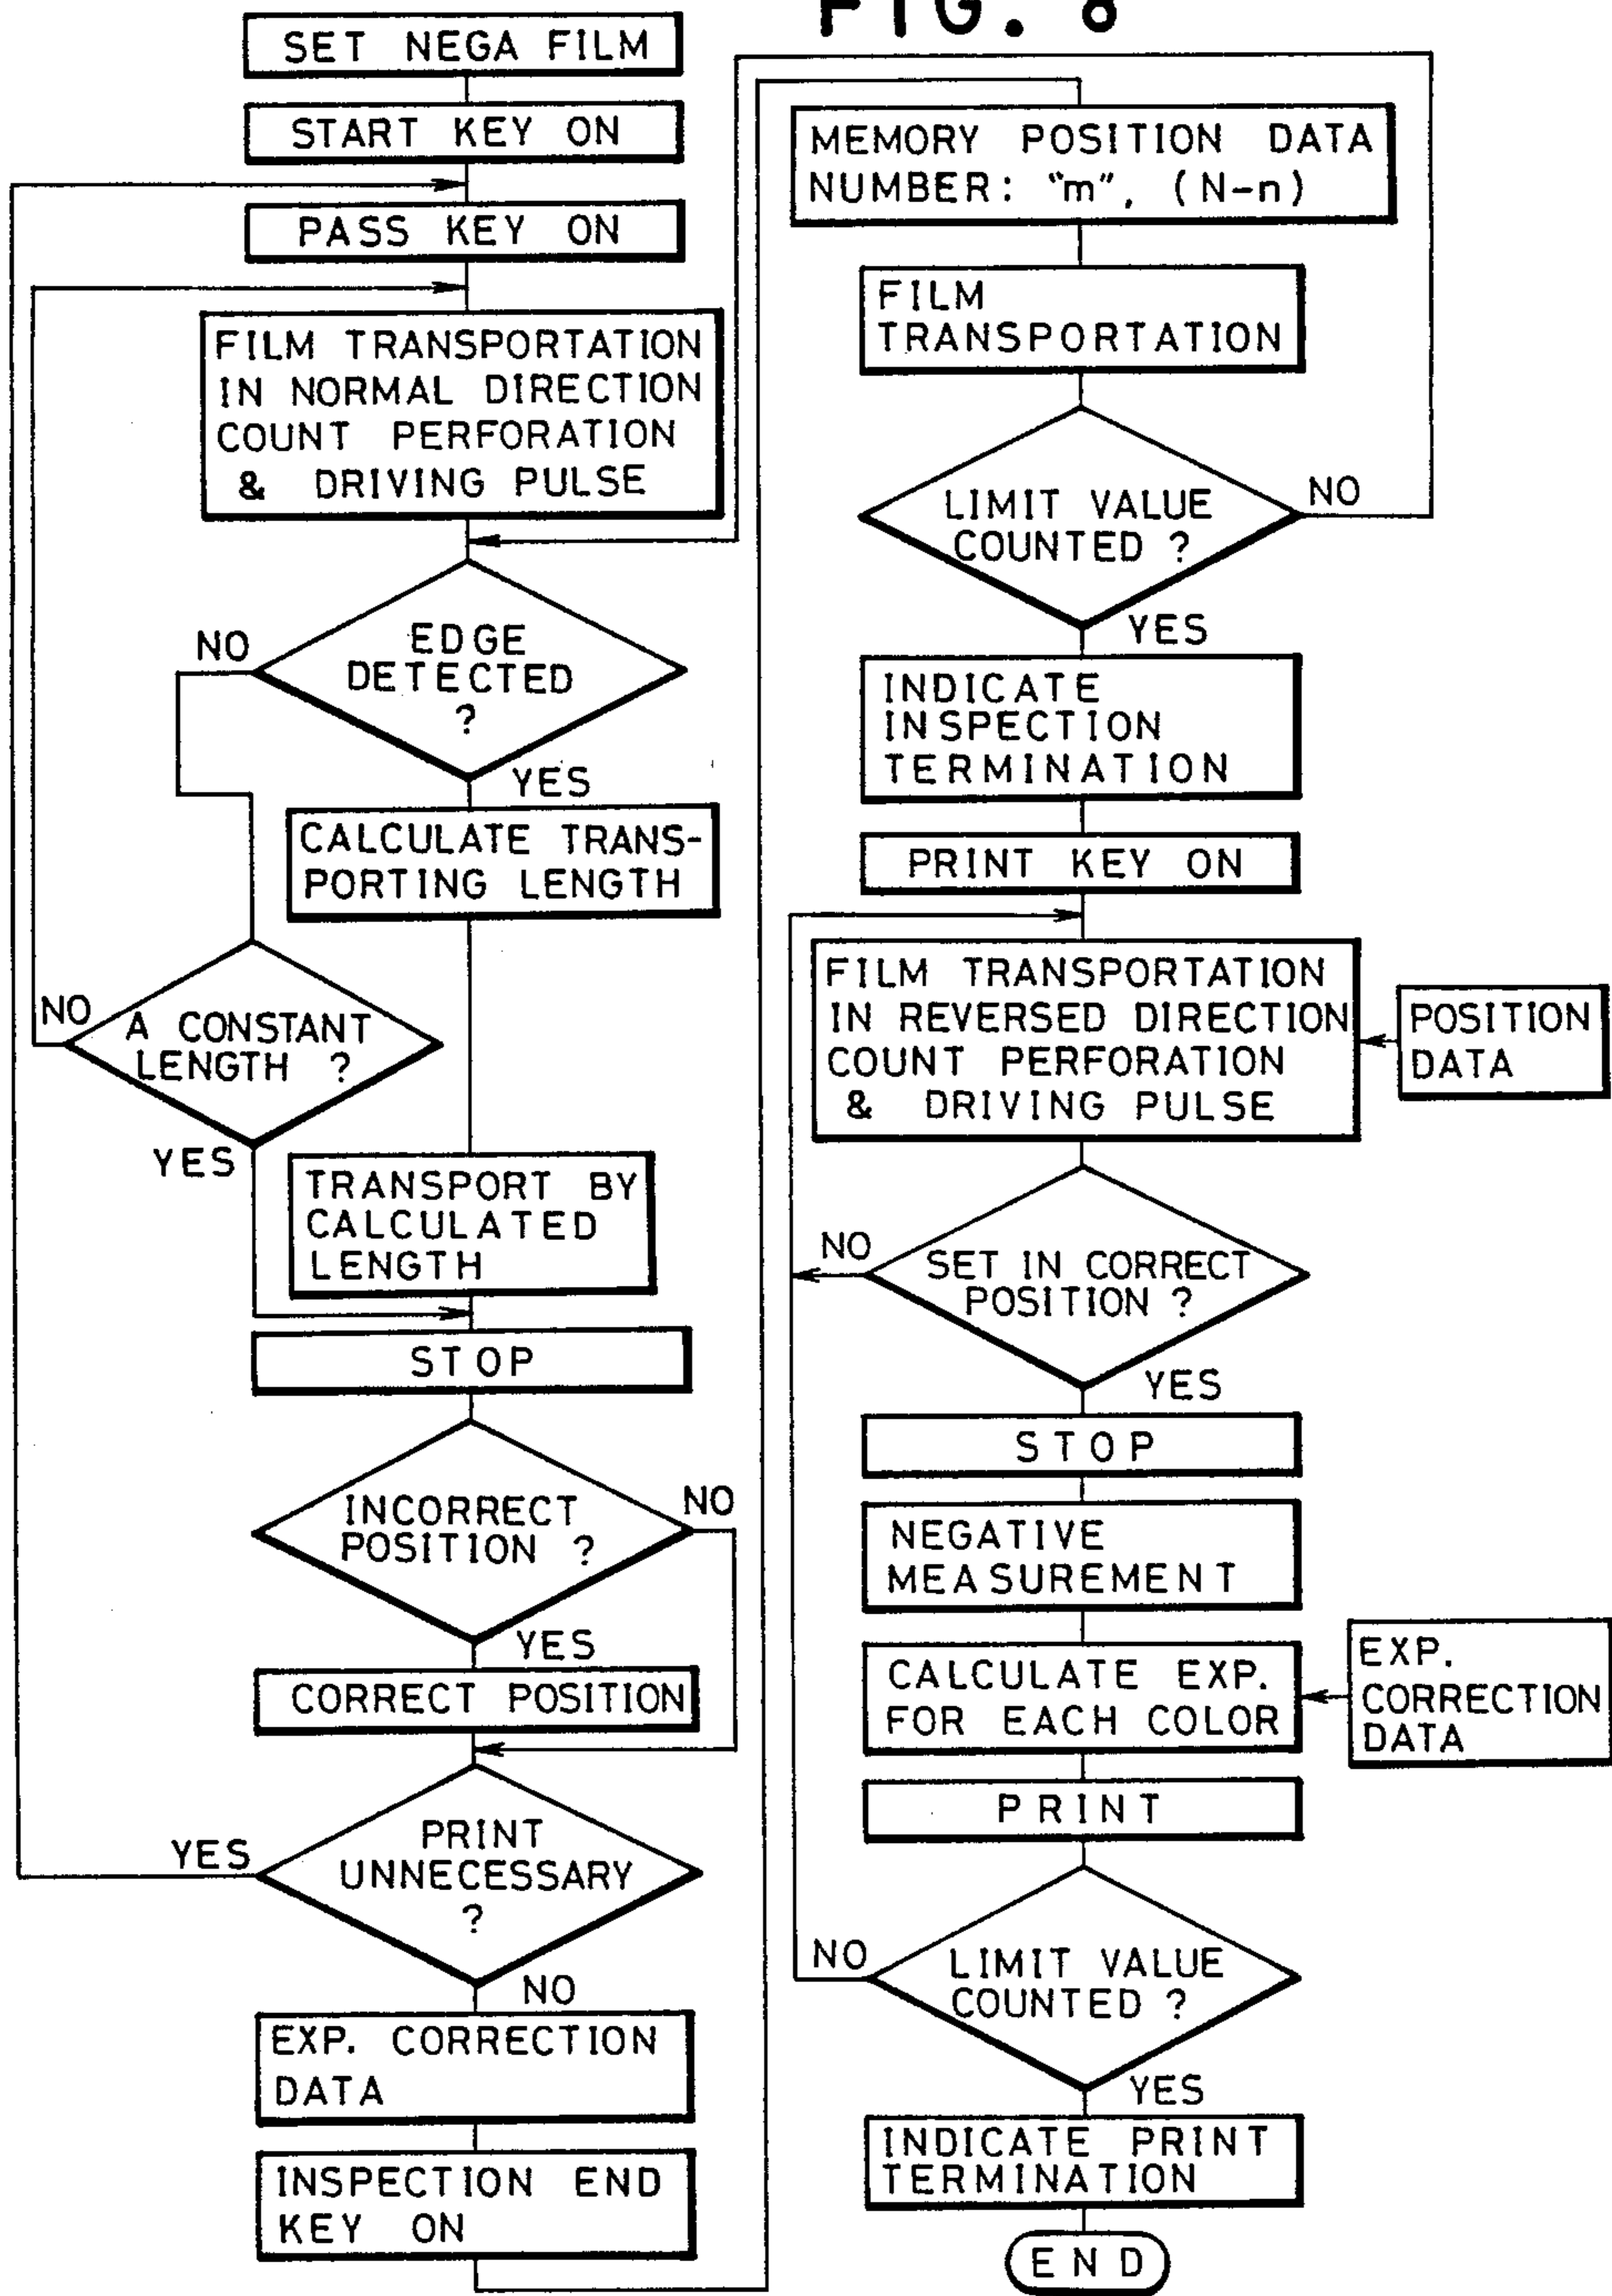 FIG. 8
SET NEGA FILM
START KEY ON
PASS KEY ON
FILM TRANSPORTATION
IN NORMAL DIRECTION
COUNT PERFORATION
& DRIVING PULSE
EDGE
DETECTED
?
NO
YES
CALCULATE TRANS-
PORTING LENGTH
A CONSTANT
LENGTH ?
NO
YES
TRANSPORT BY
CALCULATED
LENGTH
STOP
INCORRECT
POSITION ?
NO
YES
CORRECT POSITION
PRINT
UNNECESSARY
?
YES
NO
EXP. CORRECTION
DATA
INSPECTION END
KEY ON
MEMORY POSITION DATA
NUMBER: "m", (N-n)
FILM
TRANSPORTATION
LIMIT VALUE
COUNTED ?
NO
YES
INDICATE
INSPECTION
TERMINATION
PRINT KEY ON
FILM TRANSPORTATION
IN REVERSED DIRECTION
COUNT PERFORATION
& DRIVING PULSE
POSITION
DATA
SET IN CORRECT
POSITION ?
NO
YES
STOP
NEGATIVE
MEASUREMENT
CALCULATE EXP.
FOR EACH COLOR
EXP.
CORRECTION
DATA
PRINT
LIMIT VALUE
COUNTED ?
NO
YES
INDICATE PRINT
TERMINATION
END